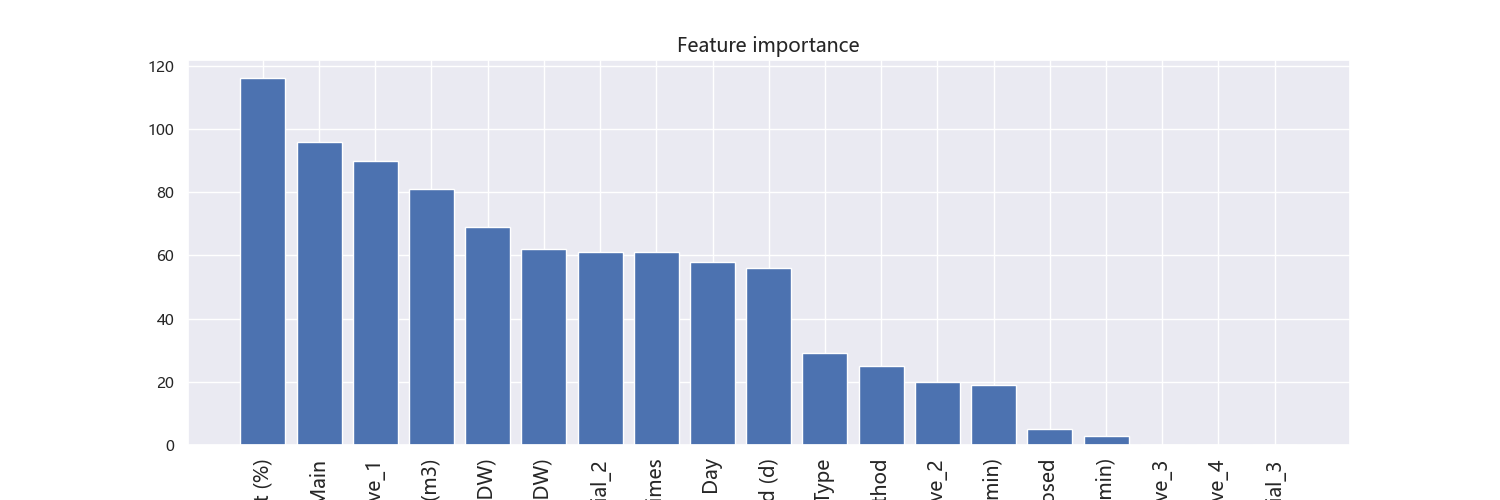 Feature importance
120
100
80
60
40
20
0
t (%)
Main
ve_1
(m3)
DW)
DW)
ial_2
imes
Day
d (d)
Type
thod
ve_2
min)
osed
min)
ve_3
ve_4
ial_3